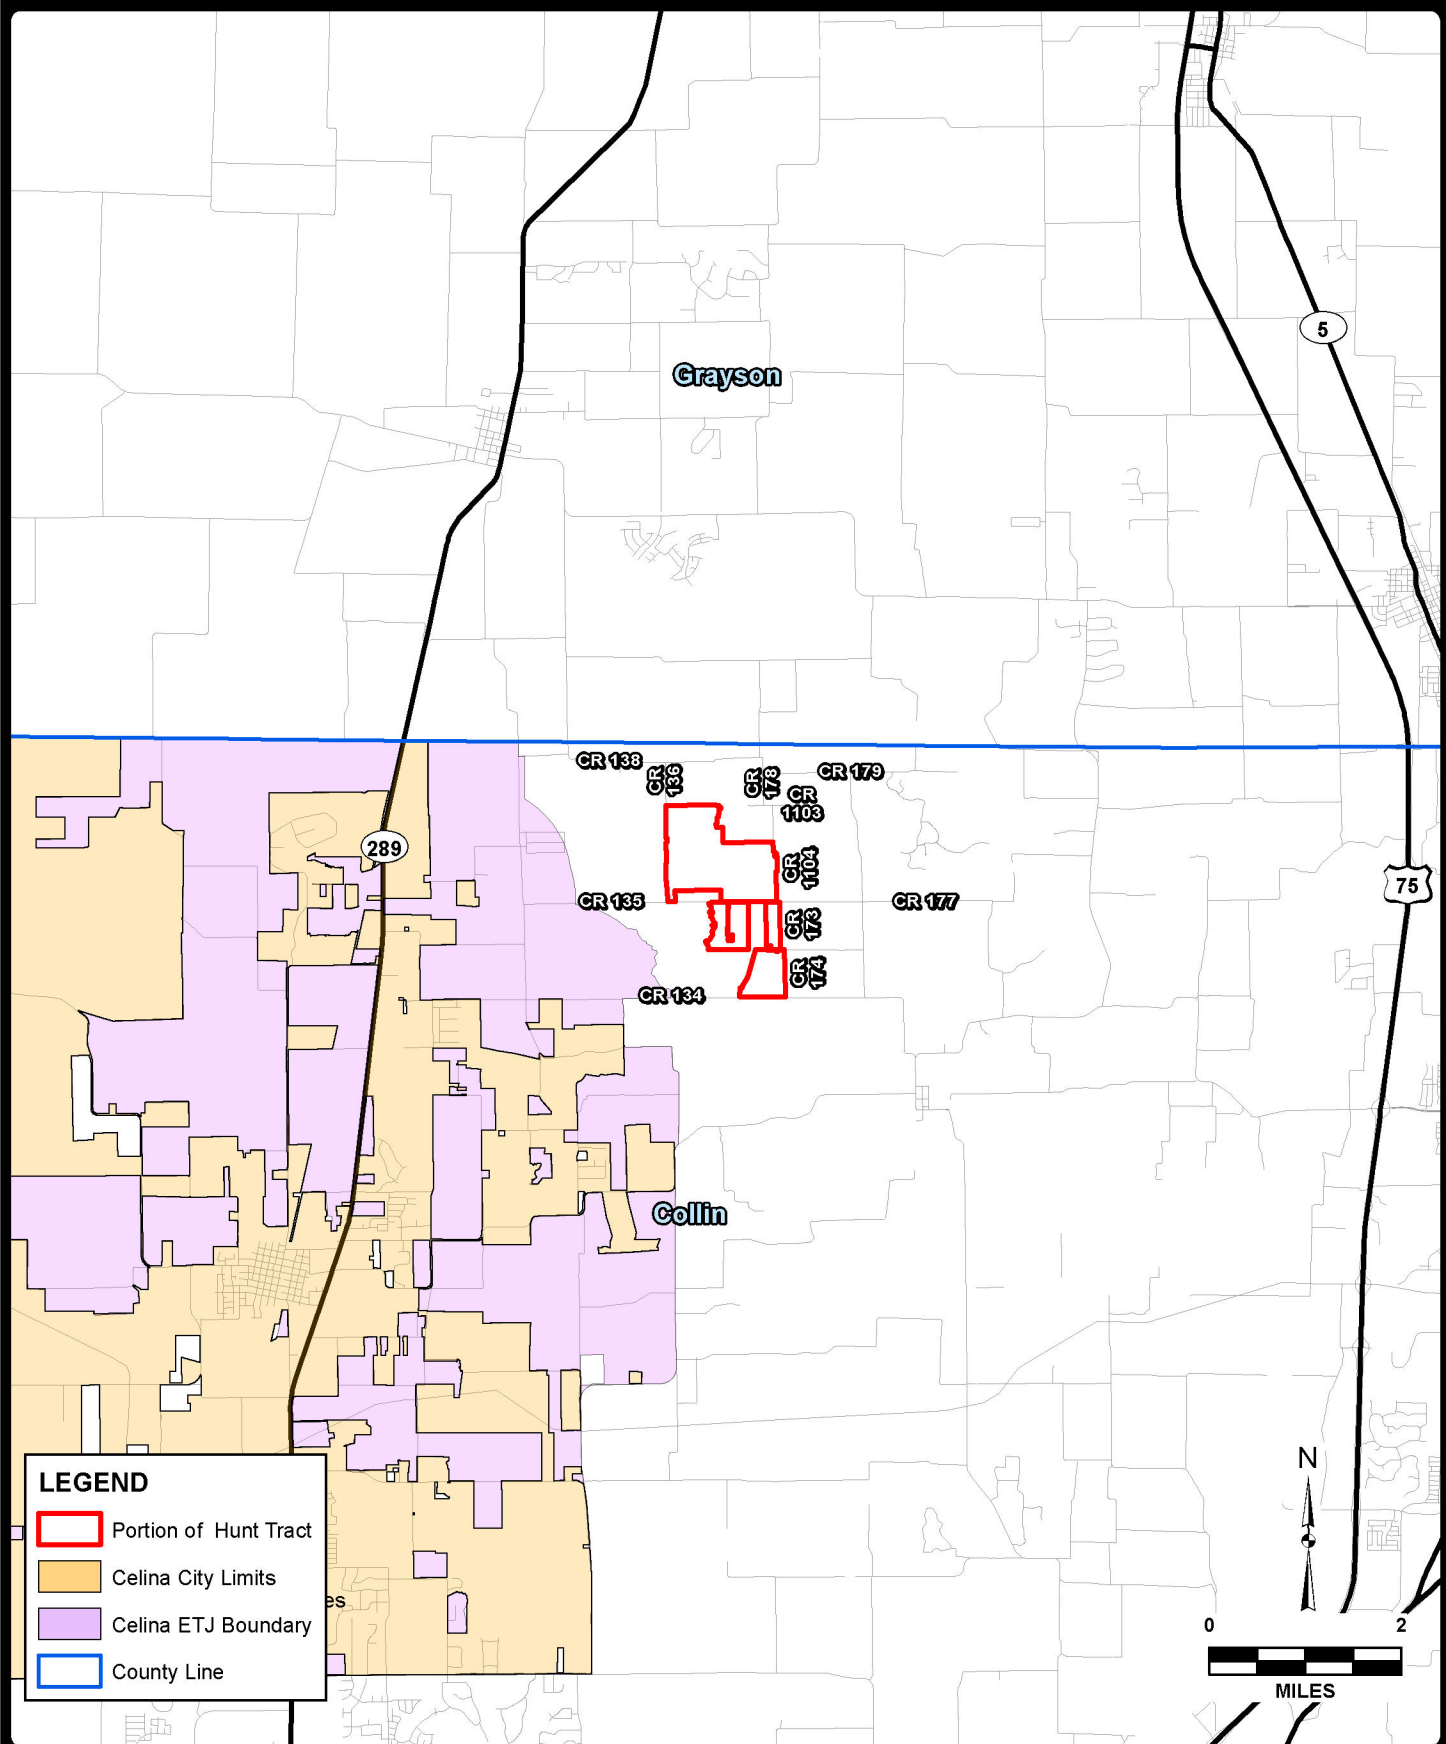 5
Grayson
CR 138
CR
136
CR
178
CR 179
CR
1103
289
CR
1104
75
CR 135
CR 177
CR
173
CR
174
CR 134
Collin
LEGEND
Portion of Hunt Tract
Celina City Limits
Celina ETJ Boundary
County Line
es
N
0
2
MILES